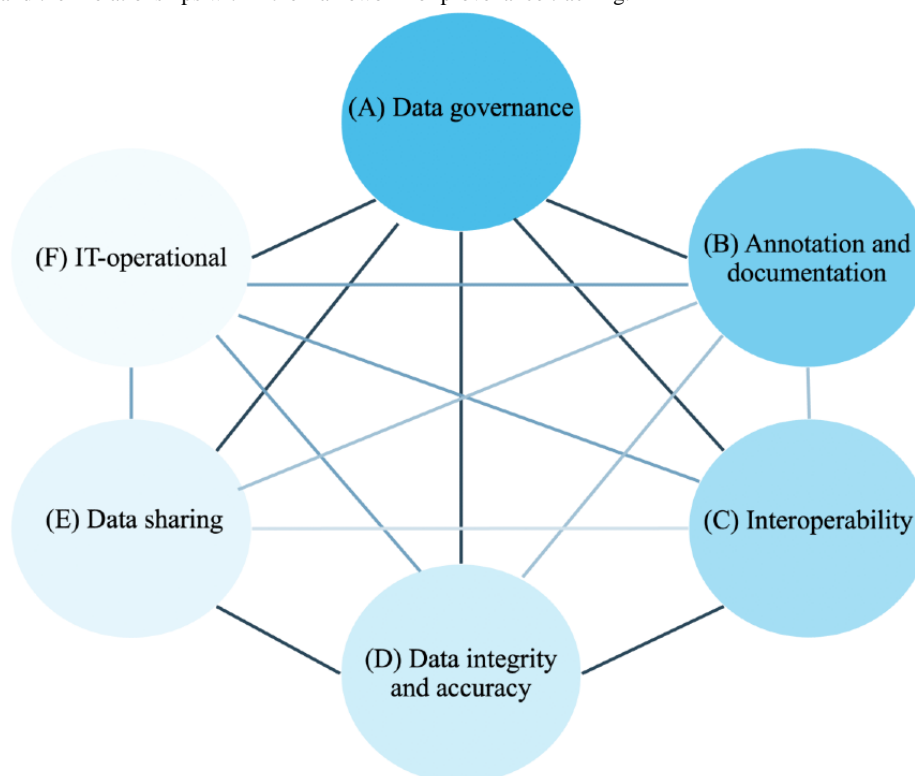 (A) Data governance
(F) IT-operational
(B) Annotation and
documentation
(E) Data sharing
(C) Interoperability
(D) Data integrity
and accuracy